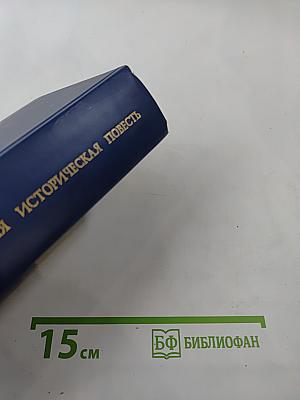 Я ИСТОРИЧЕСКАЯ ПОВЕСТЬ
15 см
БФ БИБЛИОФАН